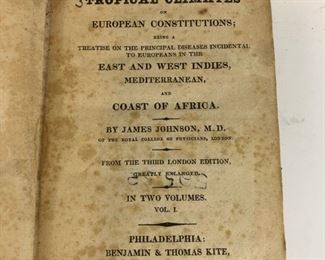 TROPICAL CLIMATES
ON
EUROPEAN CONSTITUTIONS;
BEING A
TREATISE ON THE PRINCIPAL DISEASES INCIDENTAL
TO EUROPEANS IN THE
EAST AND WEST INDIES,
MEDITERRANEAN,
AND
COAST OF AFRICA.
BY JAMES JOHNSON, M. D.
OF THE ROYAL COLLEGE OF PHYSICIANS, LONDON.
FROM THE THIRD LONDON EDITION,
GREATLY ENLARGED.
IN TWO VOLUMES.
VOL. I.
PHILADELPHIA:
BENJAMIN & THOMAS KITE,